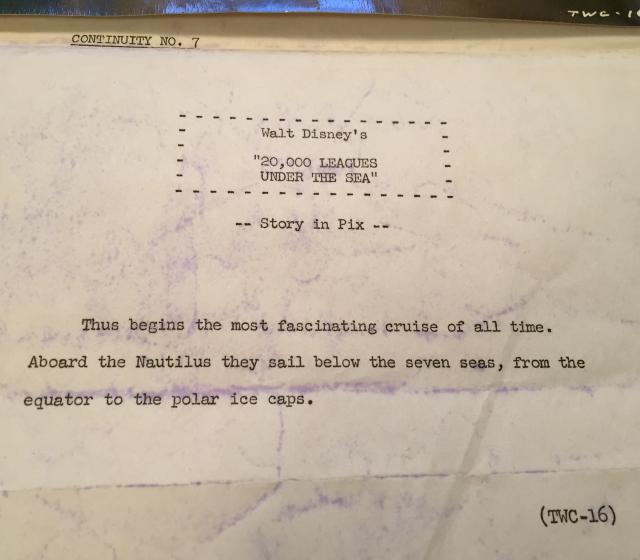 TWC-16
CONTINUITY NO. 7
Walt Disney's
"20,000 LEAGUES
UNDER THE SEA"
-- Story in Pix --
Thus begins the most fascinating cruise of all time.
Aboard the Nautilus they sail below the seven seas, from the
equator to the polar ice caps.
(TWC-16)